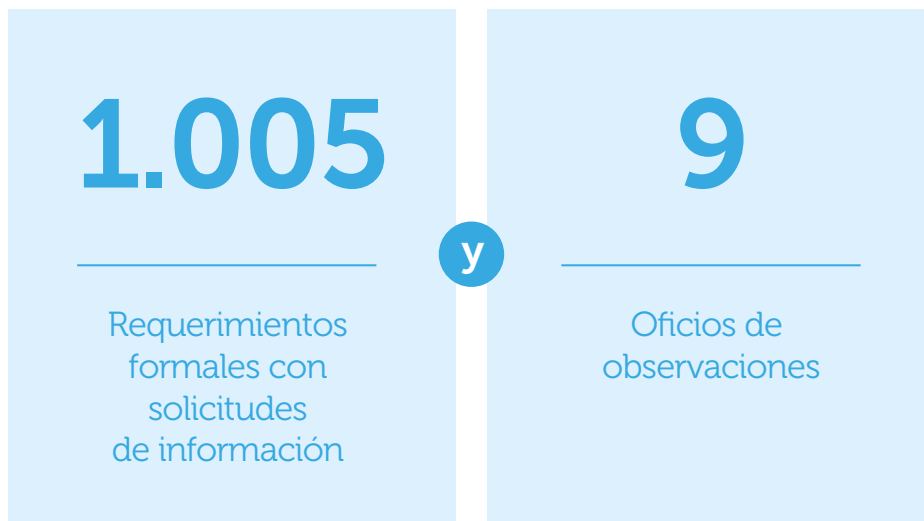 1.005
Requerimientos
formales con
solicitudes
de información
y
9
Oficios de
observaciones